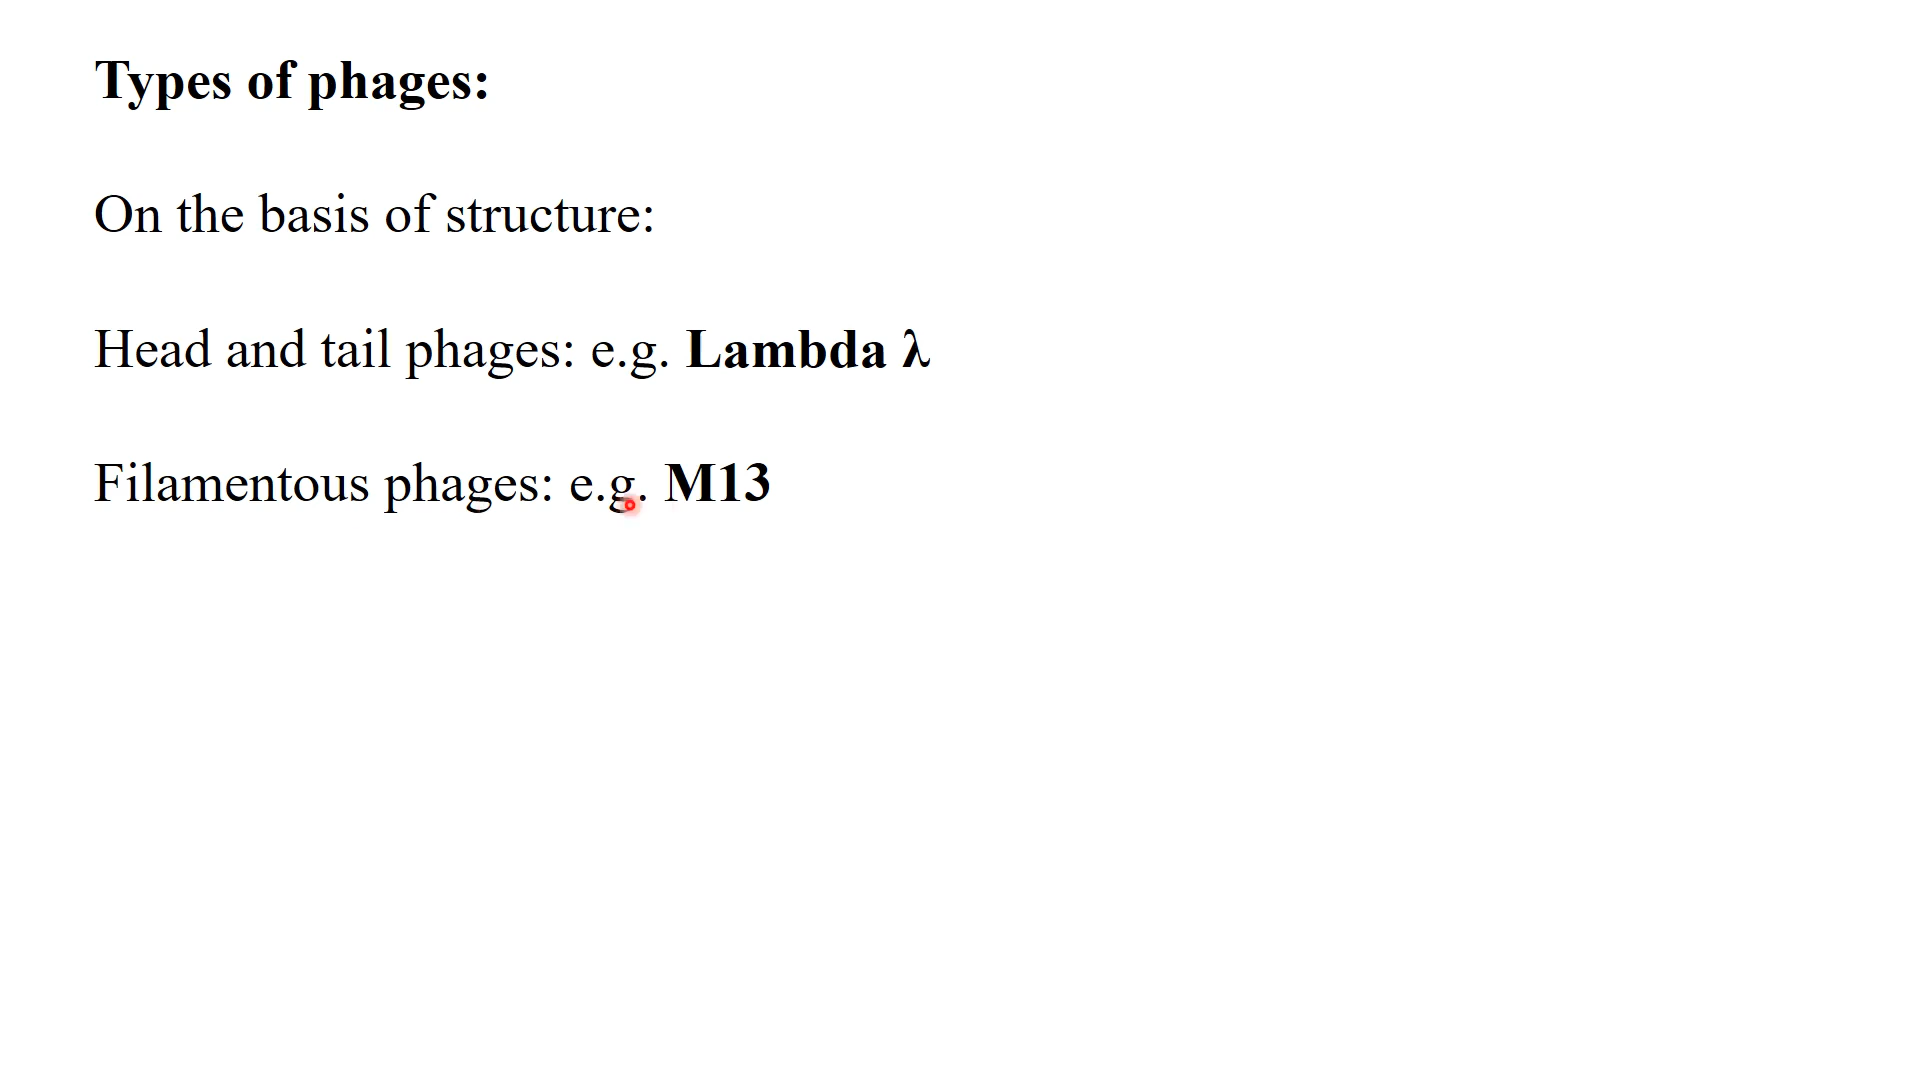 Types of phages:
On the basis of structure:
Head and tail phages: e.g. Lambda λ
Filamentous phages: e.g. M13